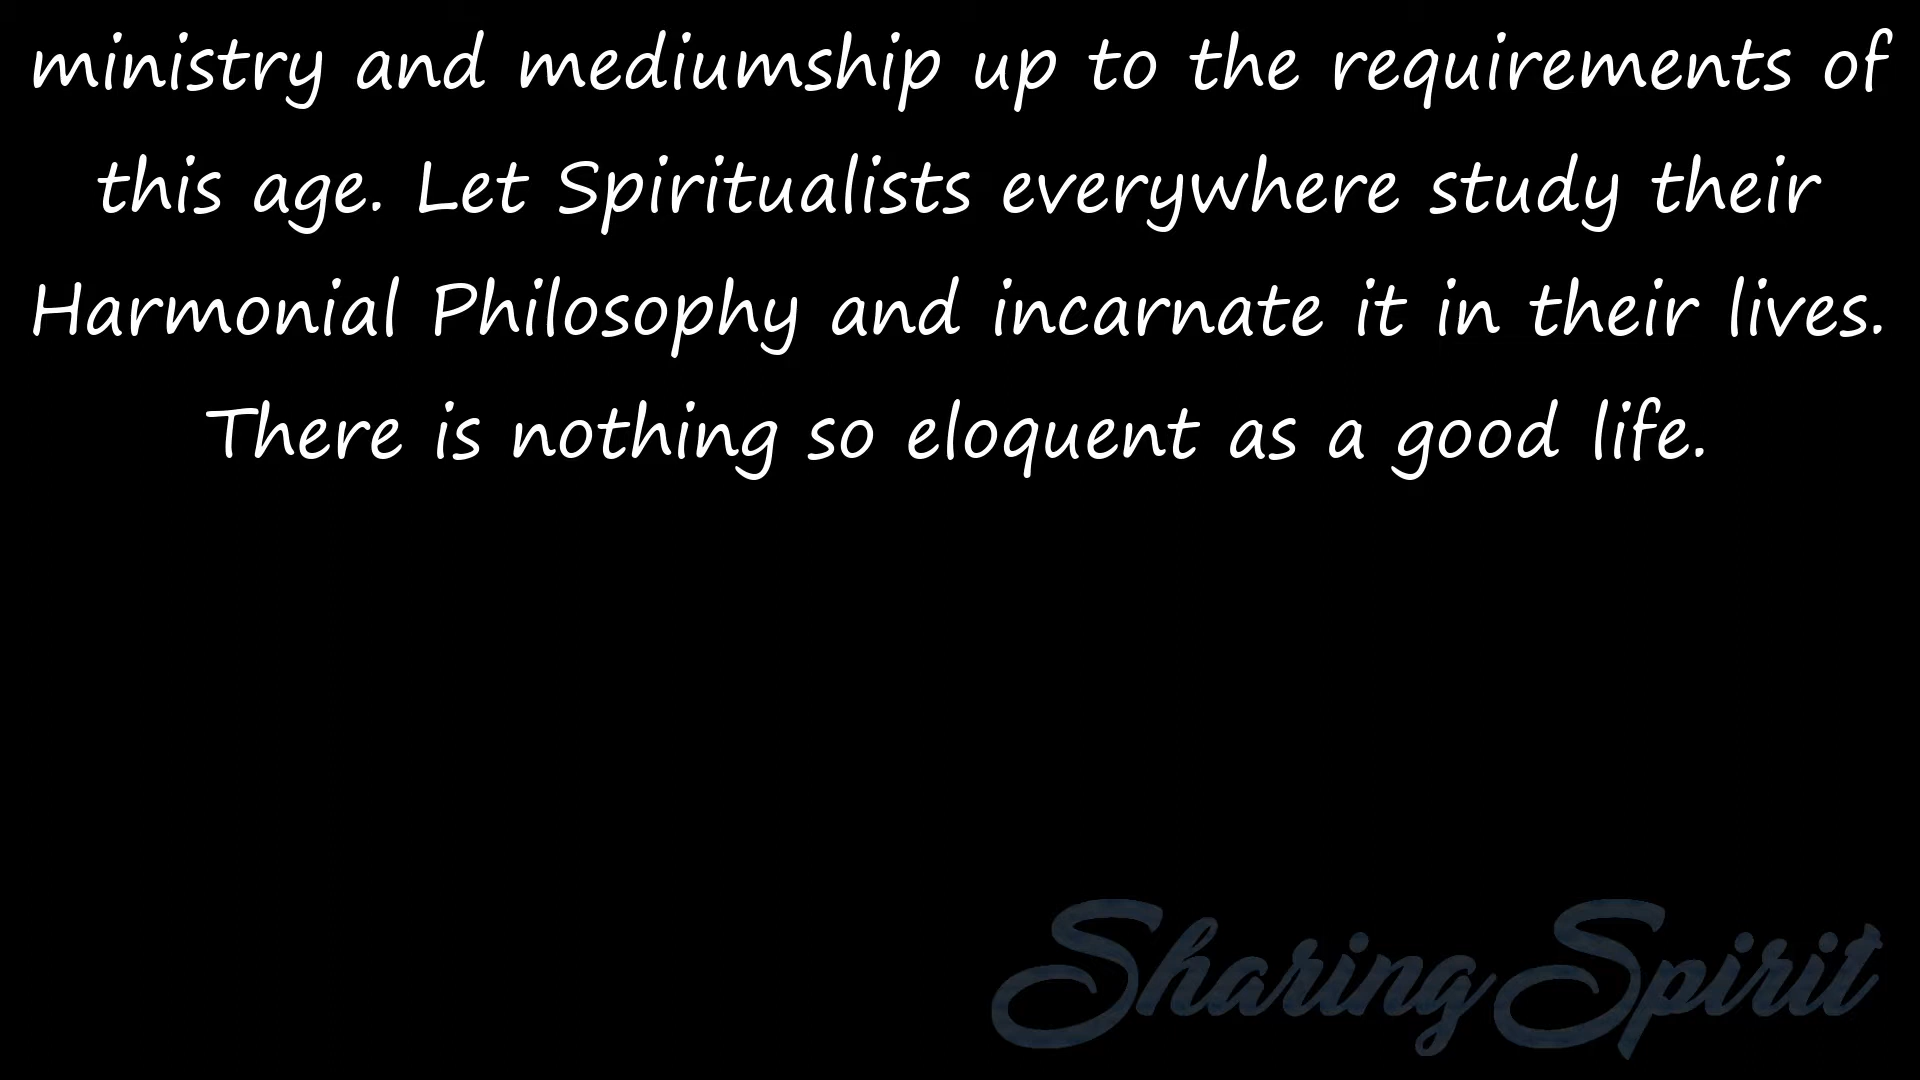 ministry and mediumship up to the requirements of
this age. Let Spiritualists everywhere study their
Harmonial Philosophy and incarnate it in their lives.
There is nothing so eloquent as a good life.
Sharing Spirit